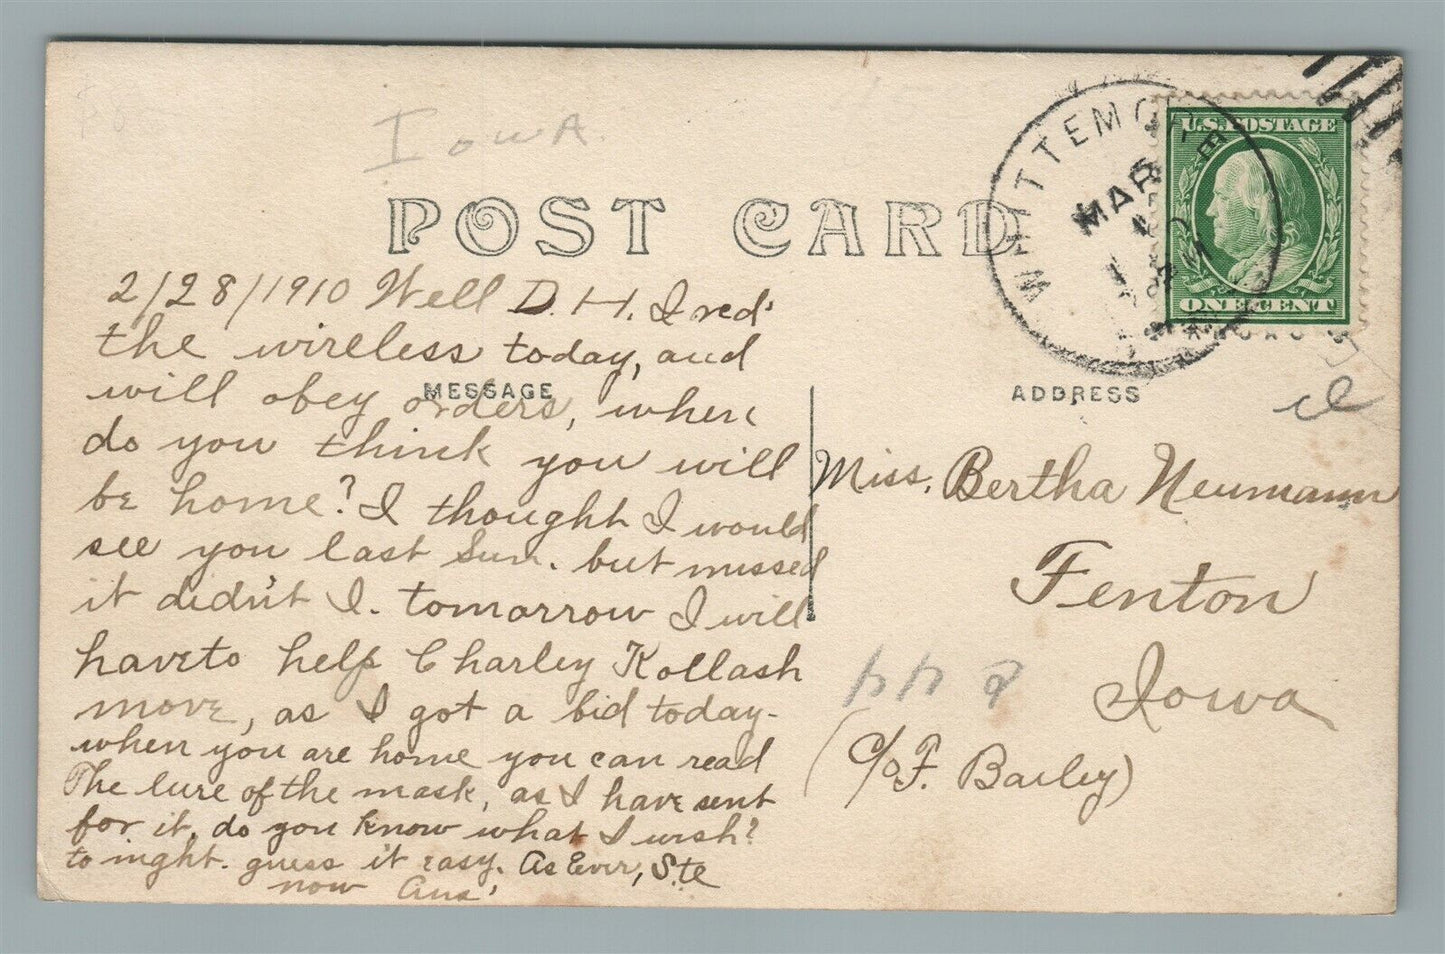 Iowa
POST CARD
WHITTEMORE
MAR
U.S. POSTAGE
ONE CENT
MESSAGE
ADDRESS
2/28/1910 Well D.H. I red'
the wireless today, and
will obey orders, when
do you think you will
be home? I thought I would
see you last Sun. but missed
it didn't I. tomorrow I will
have to help Charley Kollash
move, as I got a bid today-
when you are home you can read
The lure of the mask, as I have sent
for it. do you know what I wish?
to night. guess it easy. As Ever, Ste
now Ans'
Miss. Bertha Neumann
Fenton
Iowa
(c/o F. Bailey)